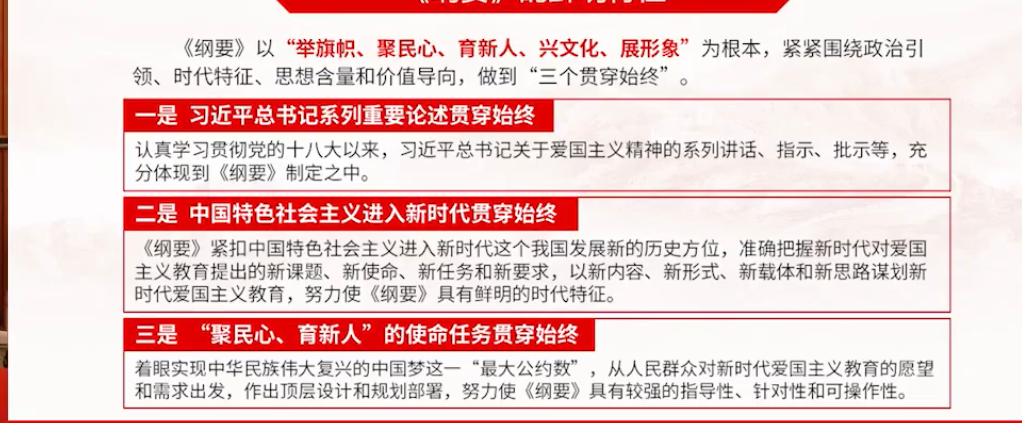 《纲要》以“举旗帜、聚民心、育新人、兴文化、展形象”为根本，紧紧围绕政治引
领、时代特征、思想含量和价值导向，做到“三个贯穿始终”。
一是 习近平总书记系列重要论述贯穿始终
认真学习贯彻党的十八大以来，习近平总书记关于爱国主义精神的系列讲话、指示、批示等，充
分体现到《纲要》制定之中。
二是 中国特色社会主义进入新时代贯穿始终
《纲要》紧扣中国特色社会主义进入新时代这个我国发展新的历史方位，准确把握新时代对爱国
主义教育提出的新课题、新使命、新任务和新要求，以新内容、新形式、新载体和新思路谋划新
时代爱国主义教育，努力使《纲要》具有鲜明的时代特征。
三是 “聚民心、育新人”的使命任务贯穿始终
着眼实现中华民族伟大复兴的中国梦这一“最大公约数”，从人民群众对新时代爱国主义教育的愿望
和需求出发，作出顶层设计和规划部署，努力使《纲要》具有较强的指导性、针对性和可操作性。